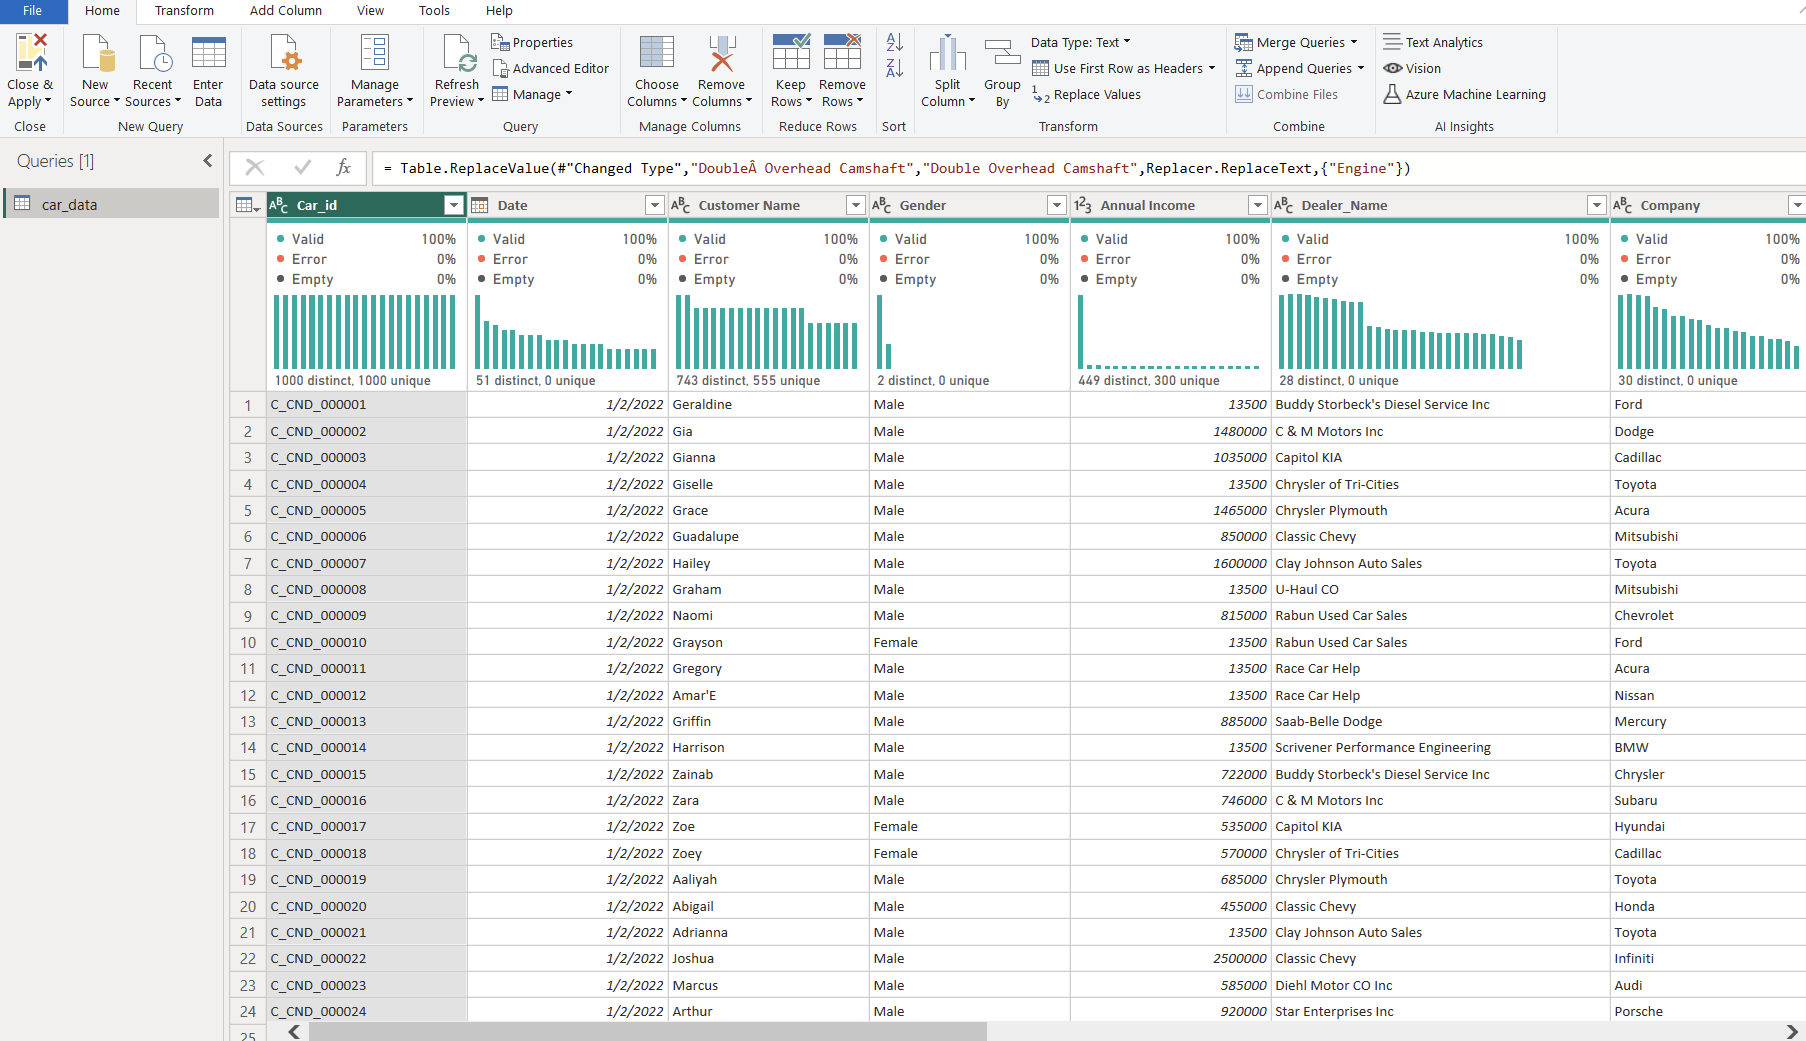 File Home Transform Add Column View Tools Help
Close & Apply New Source Recent Sources Enter Data Data source settings Manage Parameters Refresh Preview Properties Advanced Editor Manage Choose Columns Remove Columns Keep Rows Remove Rows Split Column Group By Data Type: Text Use First Row as Headers 1 2 Replace Values Merge Queries Append Queries Combine Files Text Analytics Vision Azure Machine Learning
Close New Query Data Sources Parameters Query Manage Columns Reduce Rows Sort Transform Combine AI Insights
Queries [1]
car_data
fx = Table.ReplaceValue(#"Changed Type","DoubleÂ Overhead Camshaft","Double Overhead Camshaft",Replacer.ReplaceText,{"Engine"})
ABC Car_id Date ABC Customer Name ABC Gender 123 Annual Income ABC Dealer_Name ABC Company
Valid 100% Valid 100% Valid 100% Valid 100% Valid 100% Valid 100% Valid 100%
Error 0% Error 0% Error 0% Error 0% Error 0% Error 0% Error 0%
Empty 0% Empty 0% Empty 0% Empty 0% Empty 0% Empty 0% Empty 0%
1000 distinct, 1000 unique 51 distinct, 0 unique 743 distinct, 555 unique 2 distinct, 0 unique 449 distinct, 300 unique 28 distinct, 0 unique 30 distinct, 0 unique
1 C_CND_000001 1/2/2022 Geraldine Male 13500 Buddy Storbeck's Diesel Service Inc Ford
2 C_CND_000002 1/2/2022 Gia Male 1480000 C & M Motors Inc Dodge
3 C_CND_000003 1/2/2022 Gianna Male 1035000 Capitol KIA Cadillac
4 C_CND_000004 1/2/2022 Giselle Male 13500 Chrysler of Tri-Cities Toyota
5 C_CND_000005 1/2/2022 Grace Male 1465000 Chrysler Plymouth Acura
6 C_CND_000006 1/2/2022 Guadalupe Male 850000 Classic Chevy Mitsubishi
7 C_CND_000007 1/2/2022 Hailey Male 1600000 Clay Johnson Auto Sales Toyota
8 C_CND_000008 1/2/2022 Graham Male 13500 U-Haul CO Mitsubishi
9 C_CND_000009 1/2/2022 Naomi Male 815000 Rabun Used Car Sales Chevrolet
10 C_CND_000010 1/2/2022 Grayson Female 13500 Rabun Used Car Sales Ford
11 C_CND_000011 1/2/2022 Gregory Male 13500 Race Car Help Acura
12 C_CND_000012 1/2/2022 Amar'E Male 13500 Race Car Help Nissan
13 C_CND_000013 1/2/2022 Griffin Male 885000 Saab-Belle Dodge Mercury
14 C_CND_000014 1/2/2022 Harrison Male 13500 Scrivener Performance Engineering BMW
15 C_CND_000015 1/2/2022 Zainab Male 722000 Buddy Storbeck's Diesel Service Inc Chrysler
16 C_CND_000016 1/2/2022 Zara Male 746000 C & M Motors Inc Subaru
17 C_CND_000017 1/2/2022 Zoe Female 535000 Capitol KIA Hyundai
18 C_CND_000018 1/2/2022 Zoey Female 570000 Chrysler of Tri-Cities Cadillac
19 C_CND_000019 1/2/2022 Aaliyah Male 685000 Chrysler Plymouth Toyota
20 C_CND_000020 1/2/2022 Abigail Male 455000 Classic Chevy Honda
21 C_CND_000021 1/2/2022 Adrianna Male 13500 Clay Johnson Auto Sales Toyota
22 C_CND_000022 1/2/2022 Joshua Male 2500000 Classic Chevy Infiniti
23 C_CND_000023 1/2/2022 Marcus Male 585000 Diehl Motor CO Inc Audi
24 C_CND_000024 1/2/2022 Arthur Male 920000 Star Enterprises Inc Porsche
25